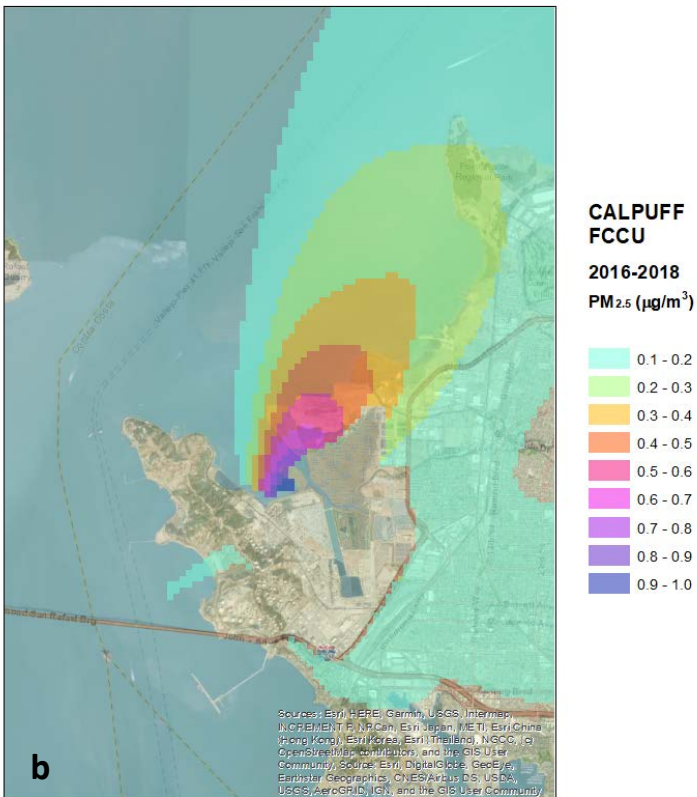 CALPUFF
FCCU
2016-2018
PM2.5 (µg/m³)
0.1 - 0.2
0.2 - 0.3
0.3 - 0.4
0.4 - 0.5
0.5 - 0.6
0.6 - 0.7
0.7 - 0.8
0.8 - 0.9
0.9 - 1.0
Contra Costa
Sources: Esri, HERE, Garmin, USGS, Intermap,
INCREMENT P, NRCan, Esri Japan, METI, Esri China
(Hong Kong), Esri Korea, Esri (Thailand), NGCC, (c)
OpenStreetMap contributors, and the GIS User
Community, Source: Esri, DigitalGlobe, GeoEye,
Earthstar Geographics, CNES/Airbus DS, USDA,
USGS, AeroGRID, IGN, and the GIS User Community
b